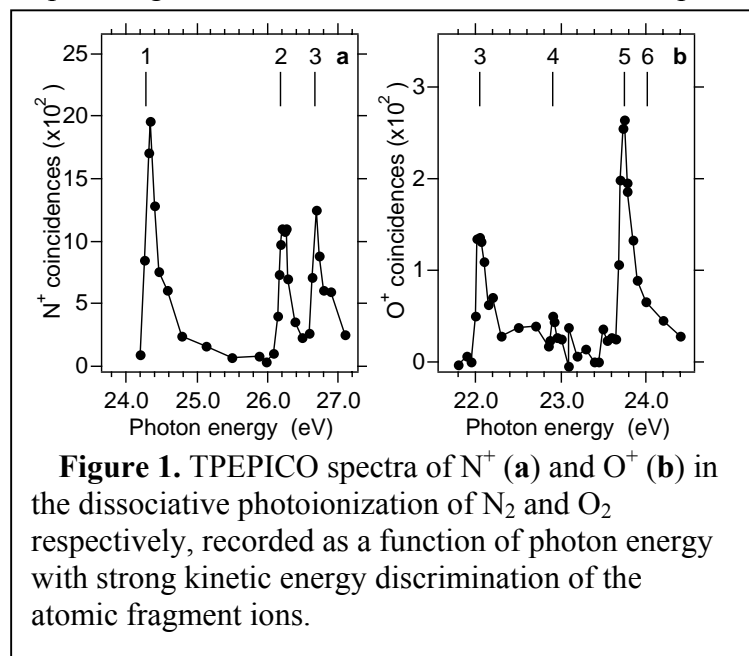 1 2 3 a
25
20
15
10
5
0
N⁺ coincidences (x10²)
24.0 25.0 26.0 27.0
Photon energy (eV)
3 4 5 6 b
3
2
1
0
O⁺ coincidences (x10²)
22.0 23.0 24.0
Photon energy (eV)
Figure 1. TPEPICO spectra of N⁺ (a) and O⁺ (b) in
the dissociative photoionization of N₂ and O₂
respectively, recorded as a function of photon energy
with strong kinetic energy discrimination of the
atomic fragment ions.